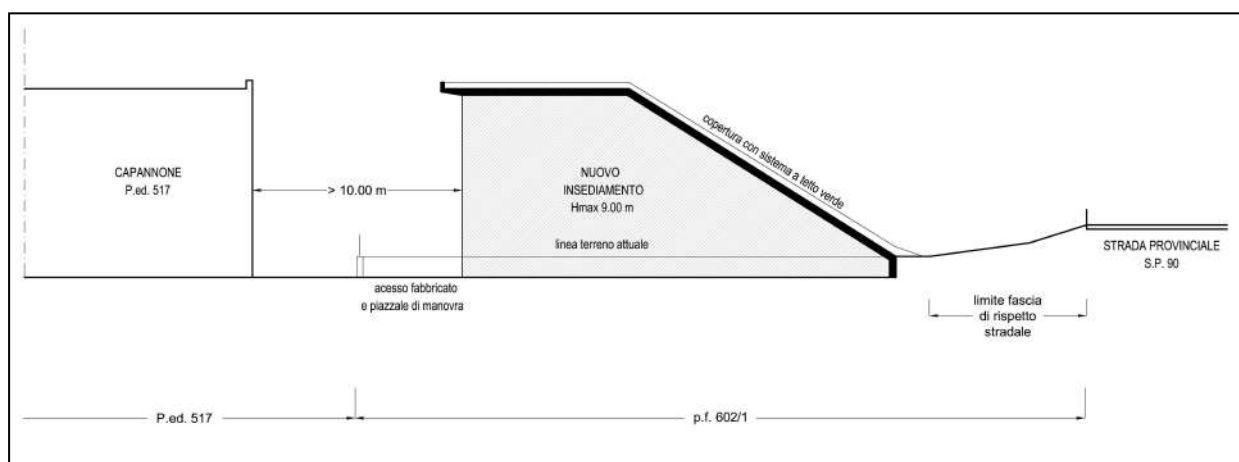 CAPANNONE
P.ed. 517
> 10.00 m
NUOVO
INSEDIAMENTO
Hmax 9.00 m
linea terreno attuale
copertura con sistema a tetto verde
acesso fabbricato
e piazzale di manovra
STRADA PROVINCIALE
S.P. 90
limite fascia
di rispetto
stradale
P.ed. 517
p.f. 602/1